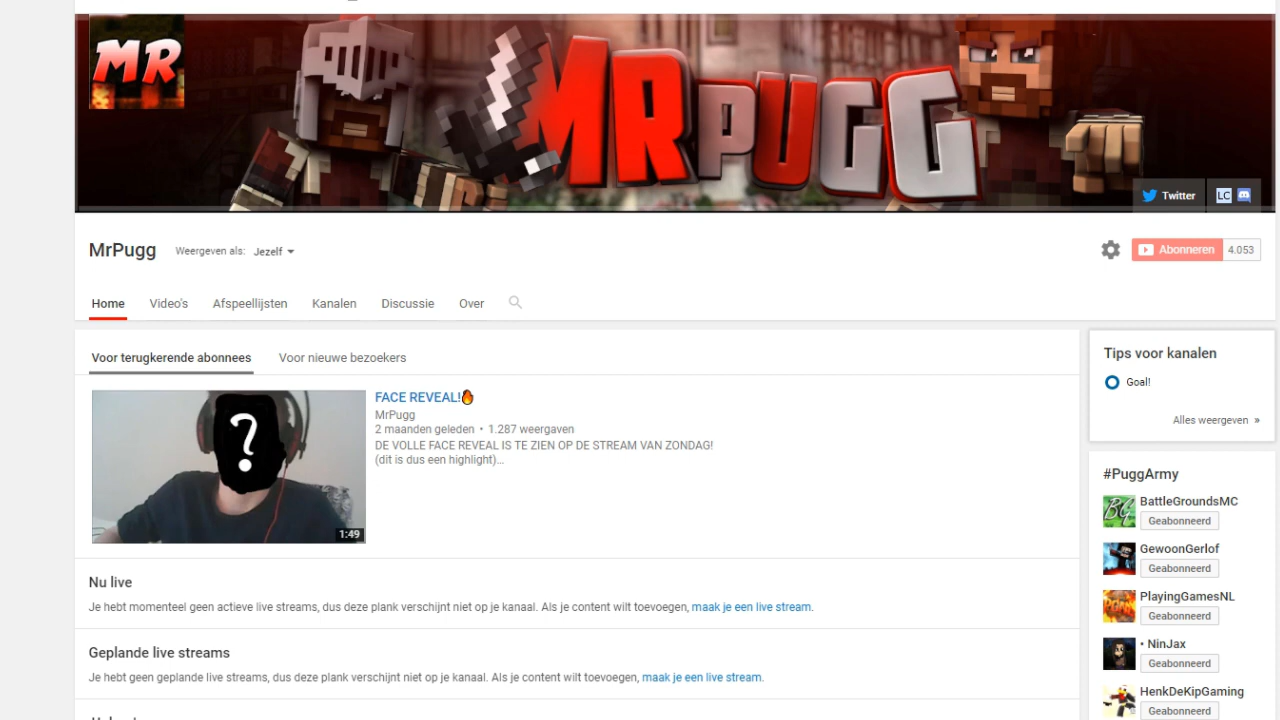 MR
MRPUGG
Twitter
LC
MrPugg
Weergeven als: Jezelf
Abonneren 4.053
Home Video's Afspeellijsten Kanalen Discussie Over
Voor terugkerende abonnees Voor nieuwe bezoekers
?
1:49
FACE REVEAL!🔥
MrPugg
2 maanden geleden • 1.287 weergaven
DE VOLLE FACE REVEAL IS TE ZIEN OP DE STREAM VAN ZONDAG!
(dit is dus een highlight)...
Nu live
Je hebt momenteel geen actieve live streams, dus deze plank verschijnt niet op je kanaal. Als je content wilt toevoegen, maak je een live stream.
Geplande live streams
Je hebt geen geplande live streams, dus deze plank verschijnt niet op je kanaal. Als je content wilt toevoegen, maak je een live stream.
Tips voor kanalen
Goal!
Alles weergeven »
#PuggArmy
BG
BattleGroundsMC
Geabonneerd
GewoonGerlof
Geabonneerd
PlayingGamesNL
Geabonneerd
• NinJax
Geabonneerd
HenkDeKipGaming
Geabonneerd